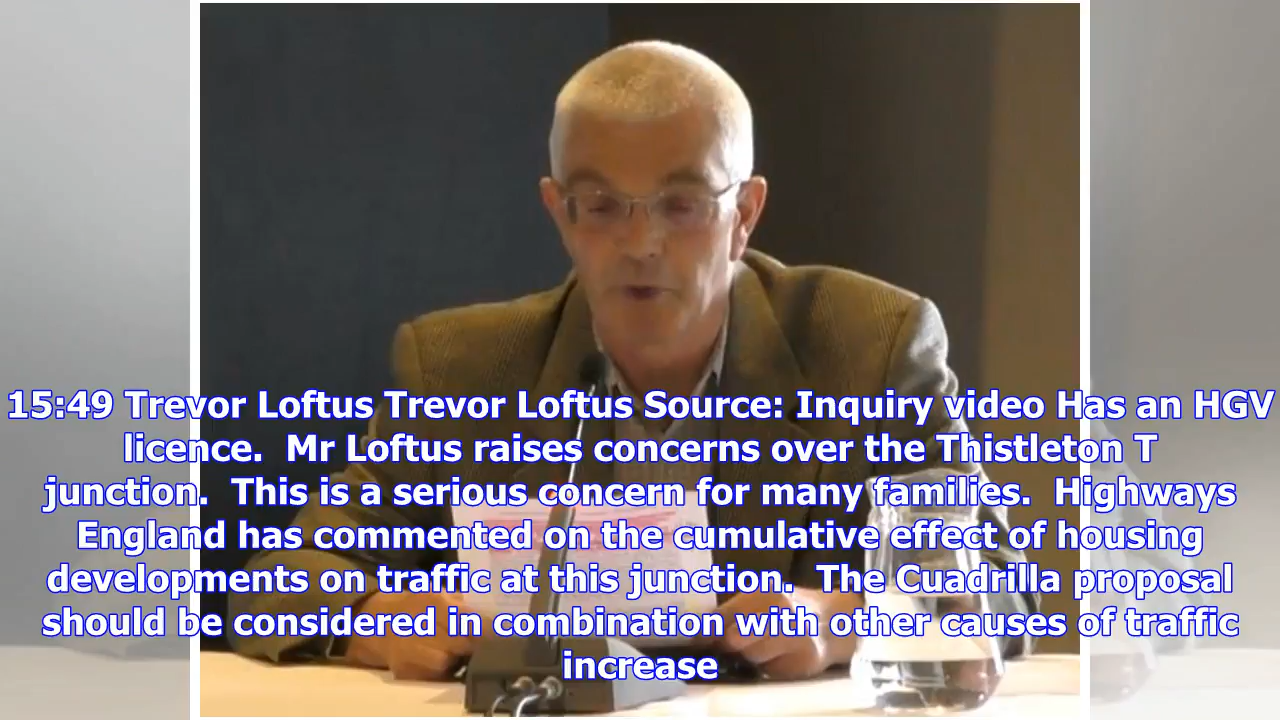 15:49 Trevor Loftus Trevor Loftus Source: Inquiry video Has an HGV
licence.  Mr Loftus raises concerns over the Thistleton T
junction.  This is a serious concern for many families.  Highways
England has commented on the cumulative effect of housing
developments on traffic at this junction.  The Cuadrilla proposal
should be considered in combination with other causes of traffic
increase